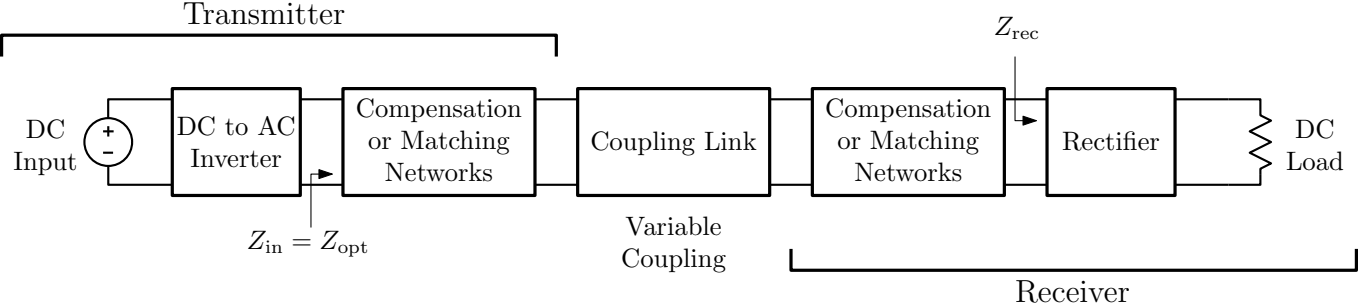 Transmitter
Z_rec
DC
Input
+
−
DC to AC
Inverter
Compensation
or Matching
Networks
Coupling Link
Compensation
or Matching
Networks
Rectifier
DC
Load
Z_in = Z_opt
Variable
Coupling
Receiver